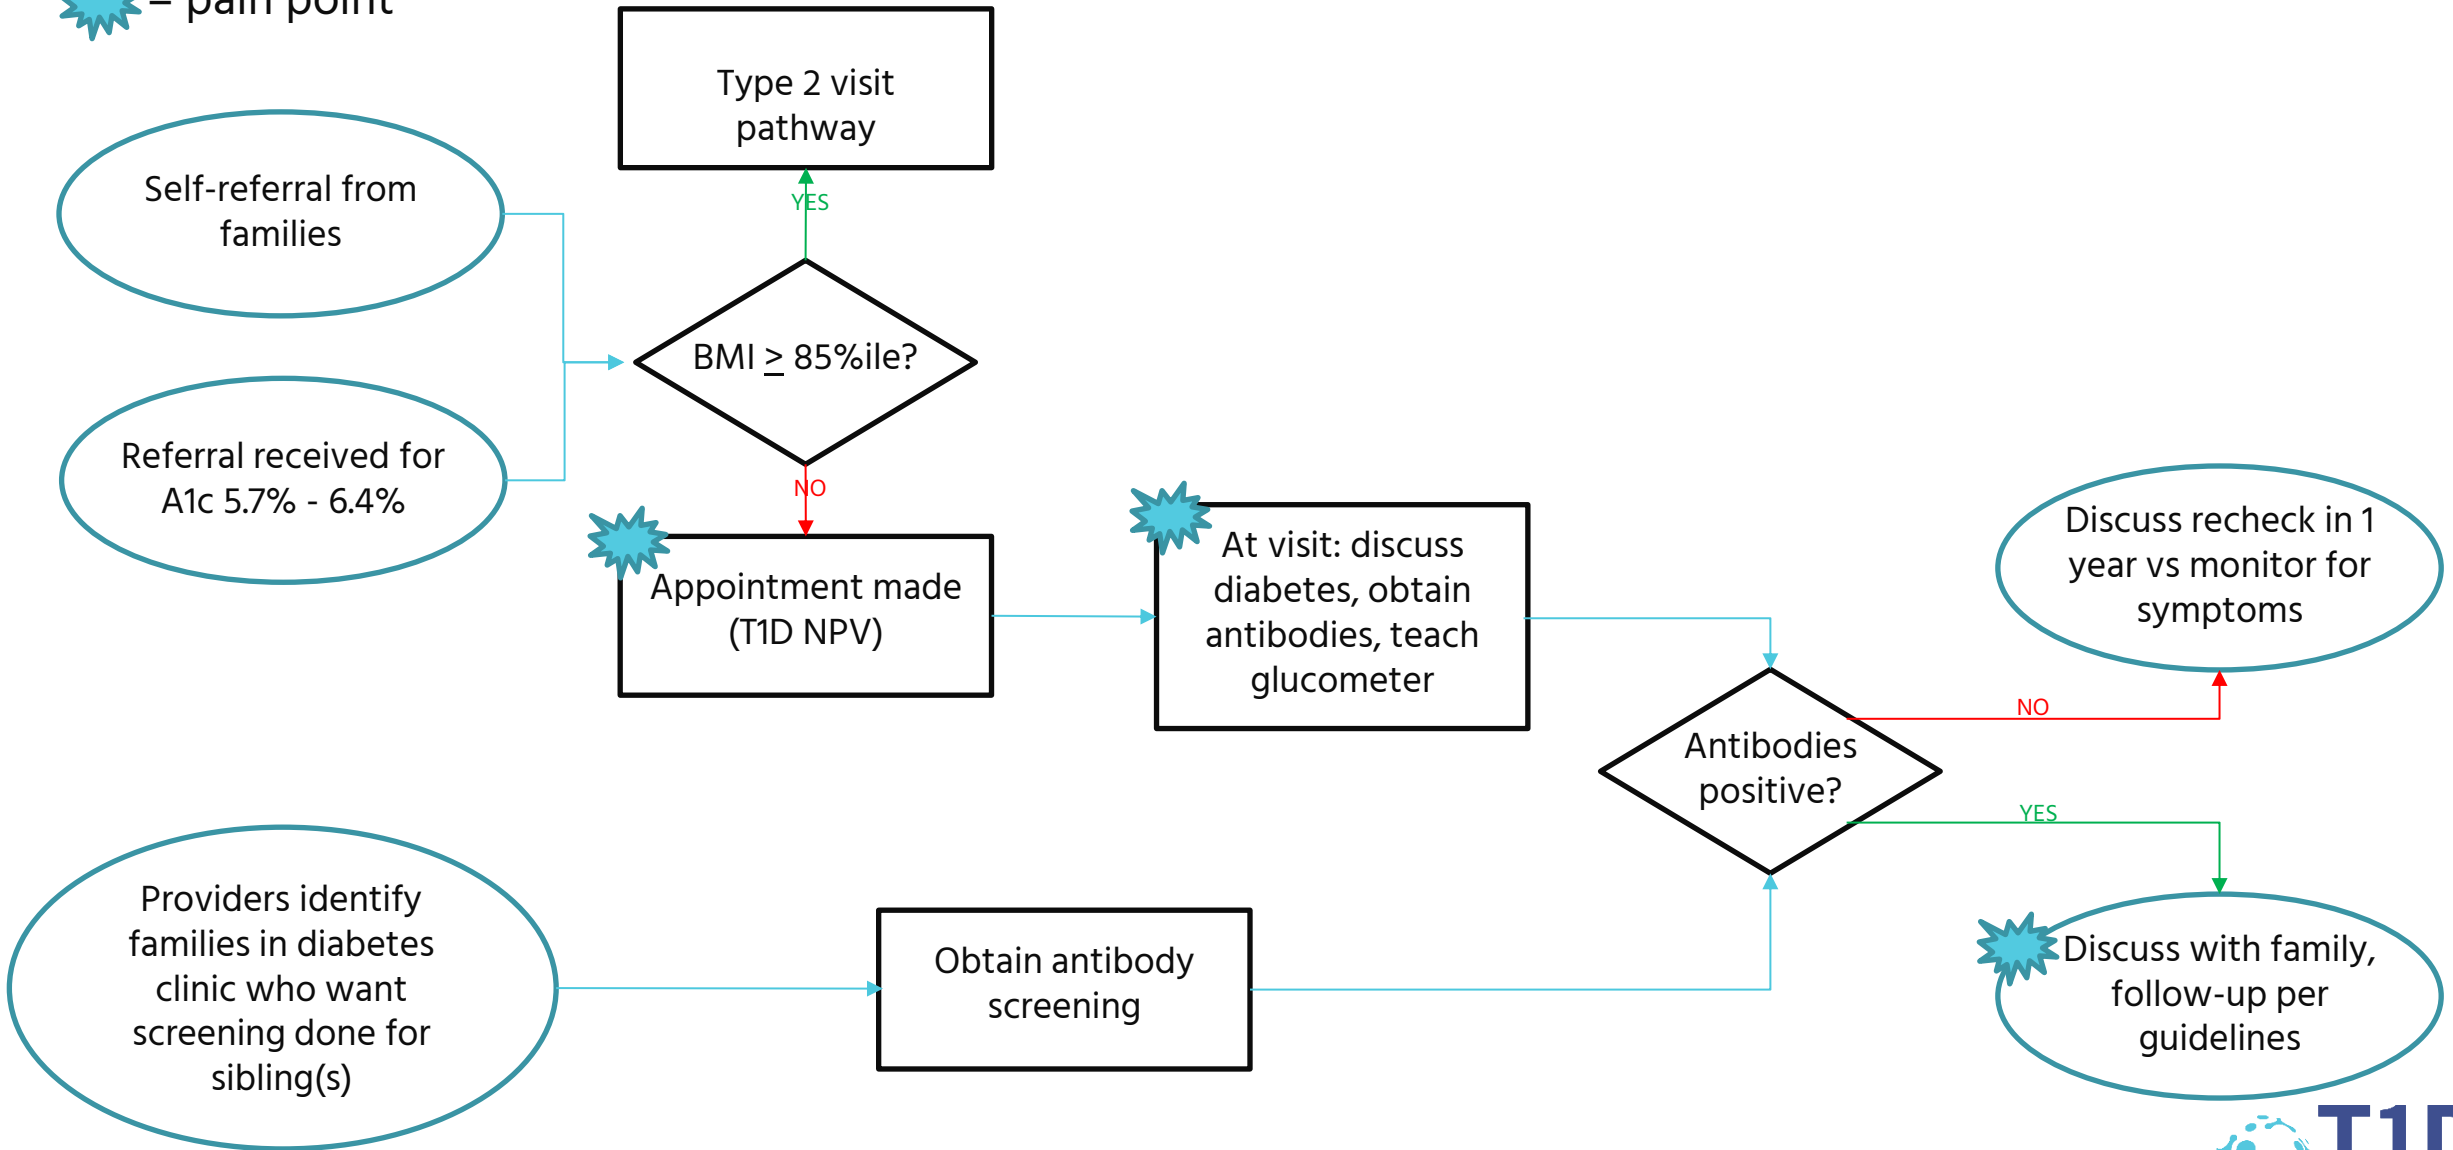 = pain point
Type 2 visit
pathway
Self-referral from
families
YES
BMI ≥ 85%ile?
Referral received for
A1c 5.7% - 6.4%
NO
Appointment made
(T1D NPV)
At visit: discuss
diabetes, obtain
antibodies, teach
glucometer
Discuss recheck in 1
year vs monitor for
symptoms
NO
Antibodies
positive?
YES
Providers identify
families in diabetes
clinic who want
screening done for
sibling(s)
Obtain antibody
screening
Discuss with family,
follow-up per
guidelines
T1D